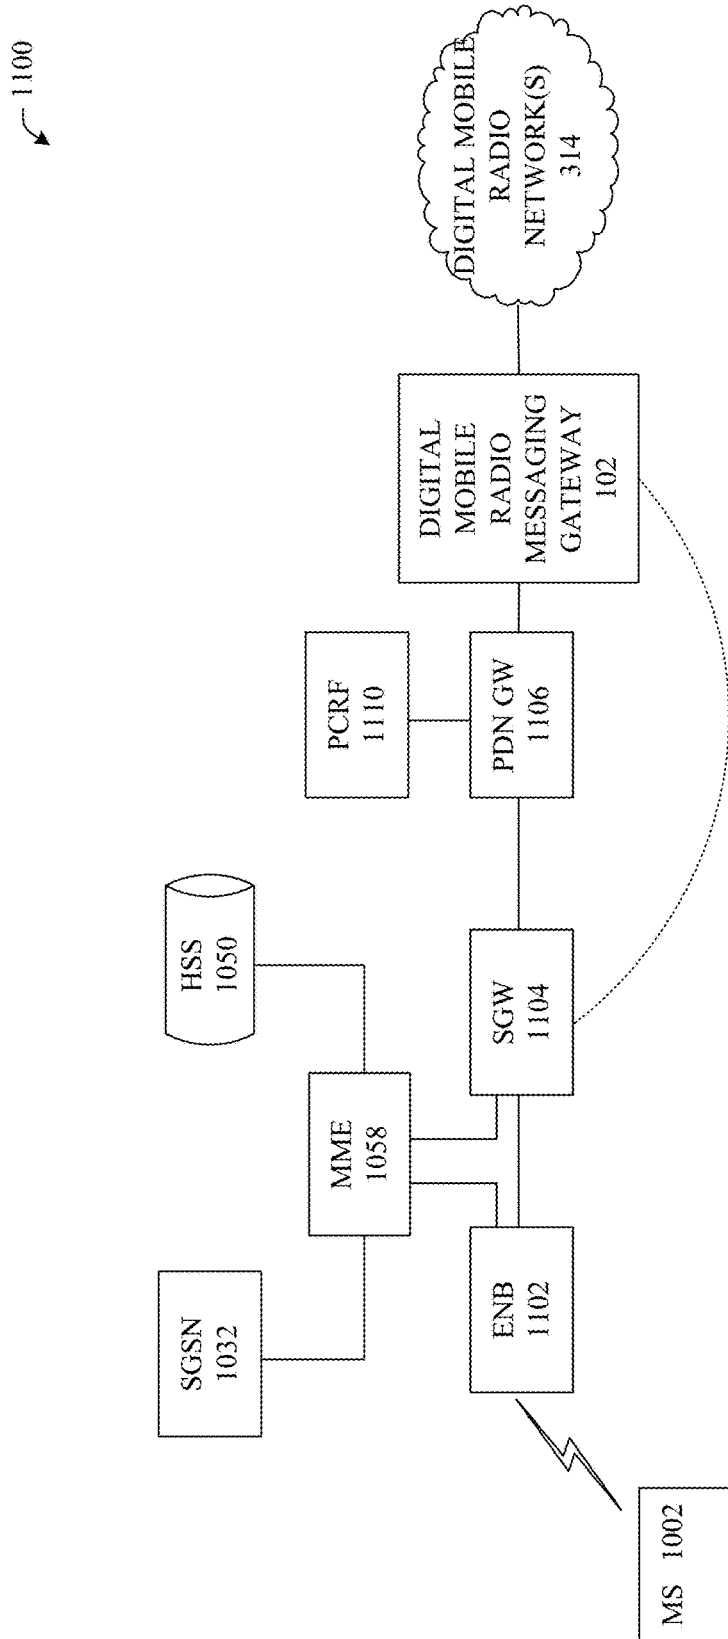 1100
SGSN
1032
HSS
1050
MME
1058
PCRF
1110
MS 1002
ENB
1102
SGW
1104
PDN GW
1106
DIGITAL
MOBILE
RADIO
MESSAGING
GATEWAY
102
DIGITAL MOBILE
RADIO
NETWORK(S)
314